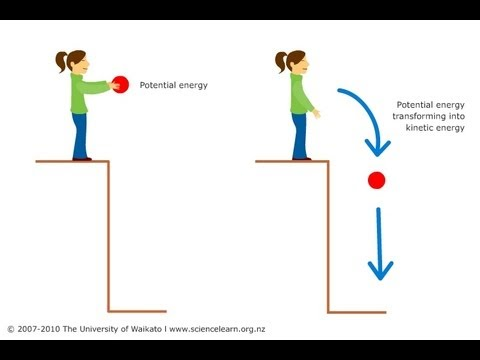 Potential energy
Potential energy
transforming into
kinetic energy
© 2007-2010 The University of Waikato l www.sciencelearn.org.nz